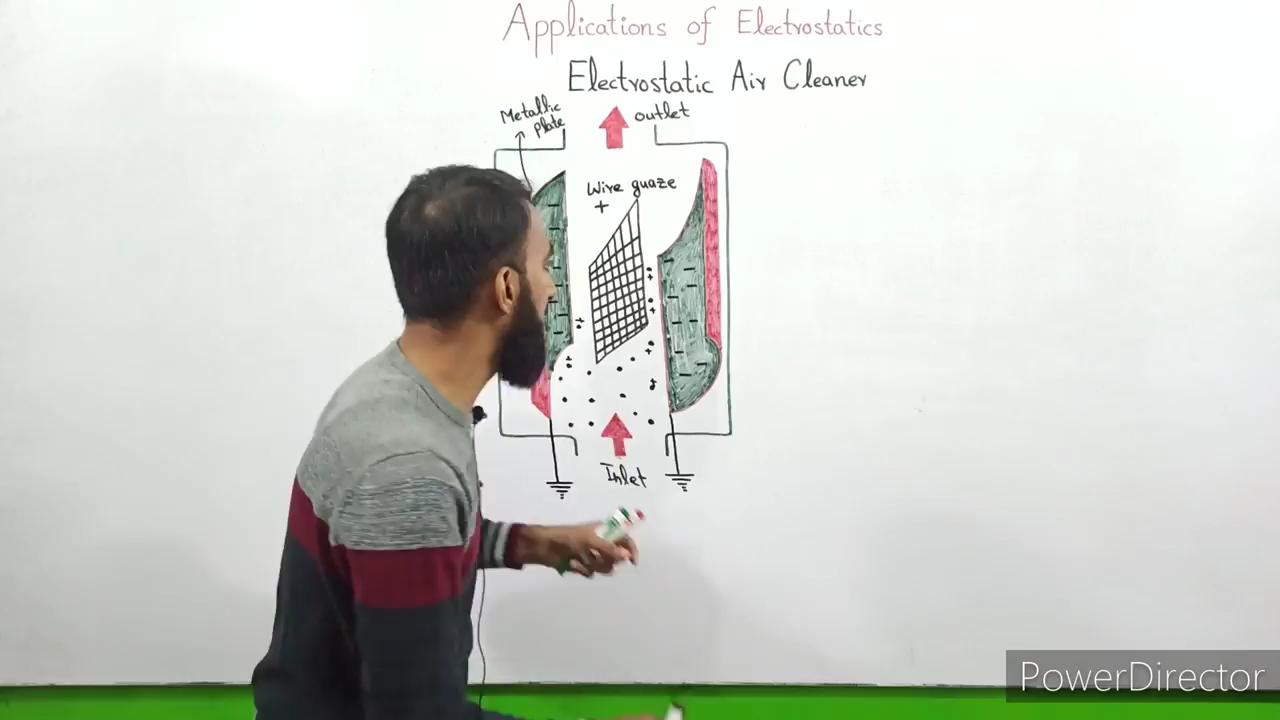 Applications of Electrostatics
Electrostatic Air Cleaner
Metallic
plate
outlet
Wire guaze
+
Inlet
PowerDirector